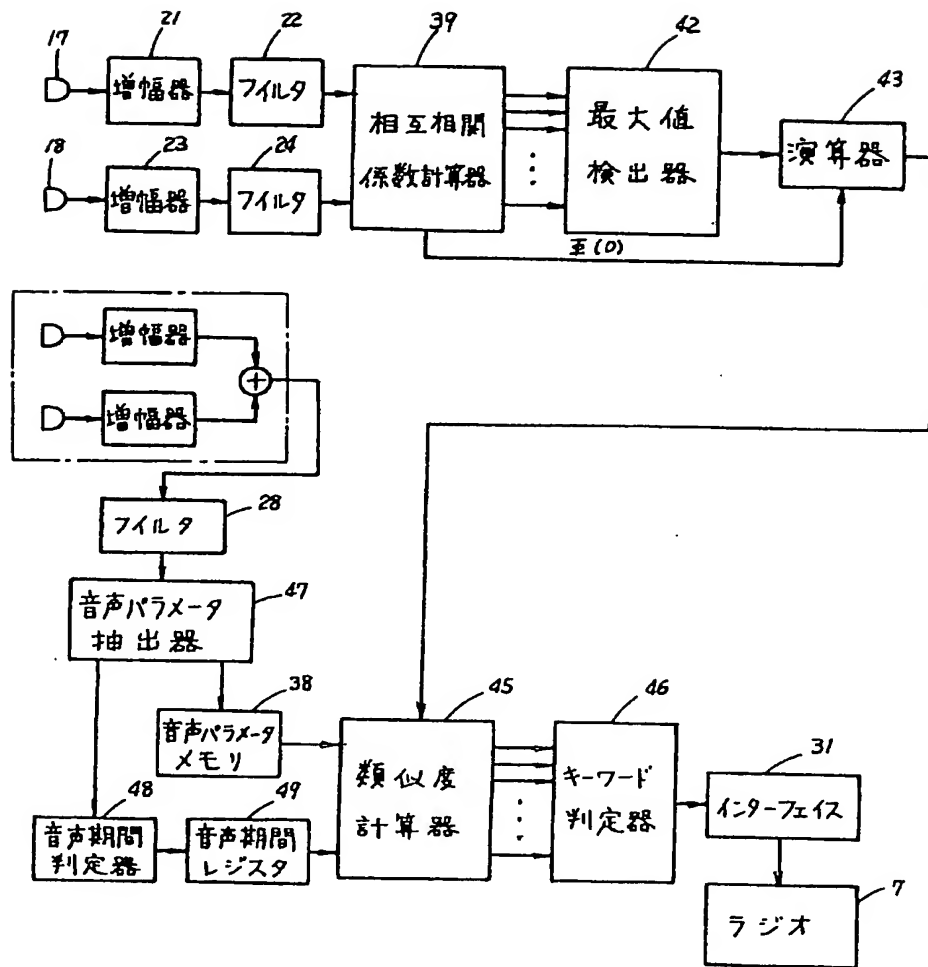 17
21
22
39
42
43
増幅器
フイルタ
相互相関
係数計算器
最大値
検出器
演算器
18
23
24
増幅器
フイルタ
(0)
増幅器
増幅器
28
フイルタ
47
音声パラメータ
抽出器
38
音声パラメータ
メモリ
45
類似度
計算器
46
キーワード
判定器
31
インターフェイス
48
音声期間
判定器
49
音声期間
レジスタ
7
ラジオ